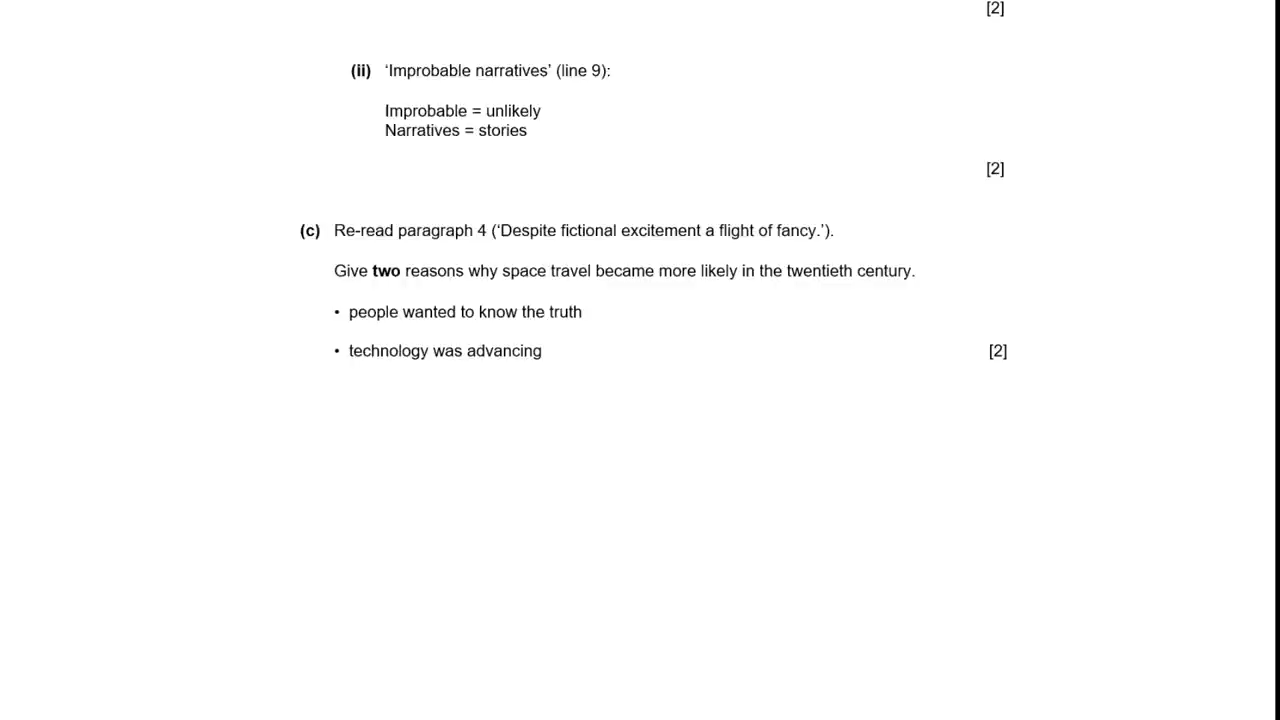 [2]
(ii) ‘Improbable narratives’ (line 9):
Improbable = unlikely
Narratives = stories
[2]
(c) Re-read paragraph 4 (‘Despite fictional excitement a flight of fancy.’).
Give two reasons why space travel became more likely in the twentieth century.
• people wanted to know the truth
• technology was advancing [2]